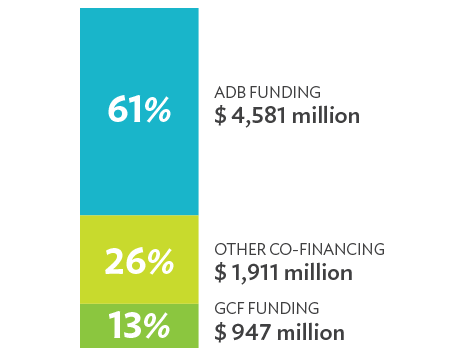 61%
ADB FUNDING
$ 4,581 million
26%
OTHER CO-FINANCING
$ 1,911 million
13%
GCF FUNDING
$ 947 million